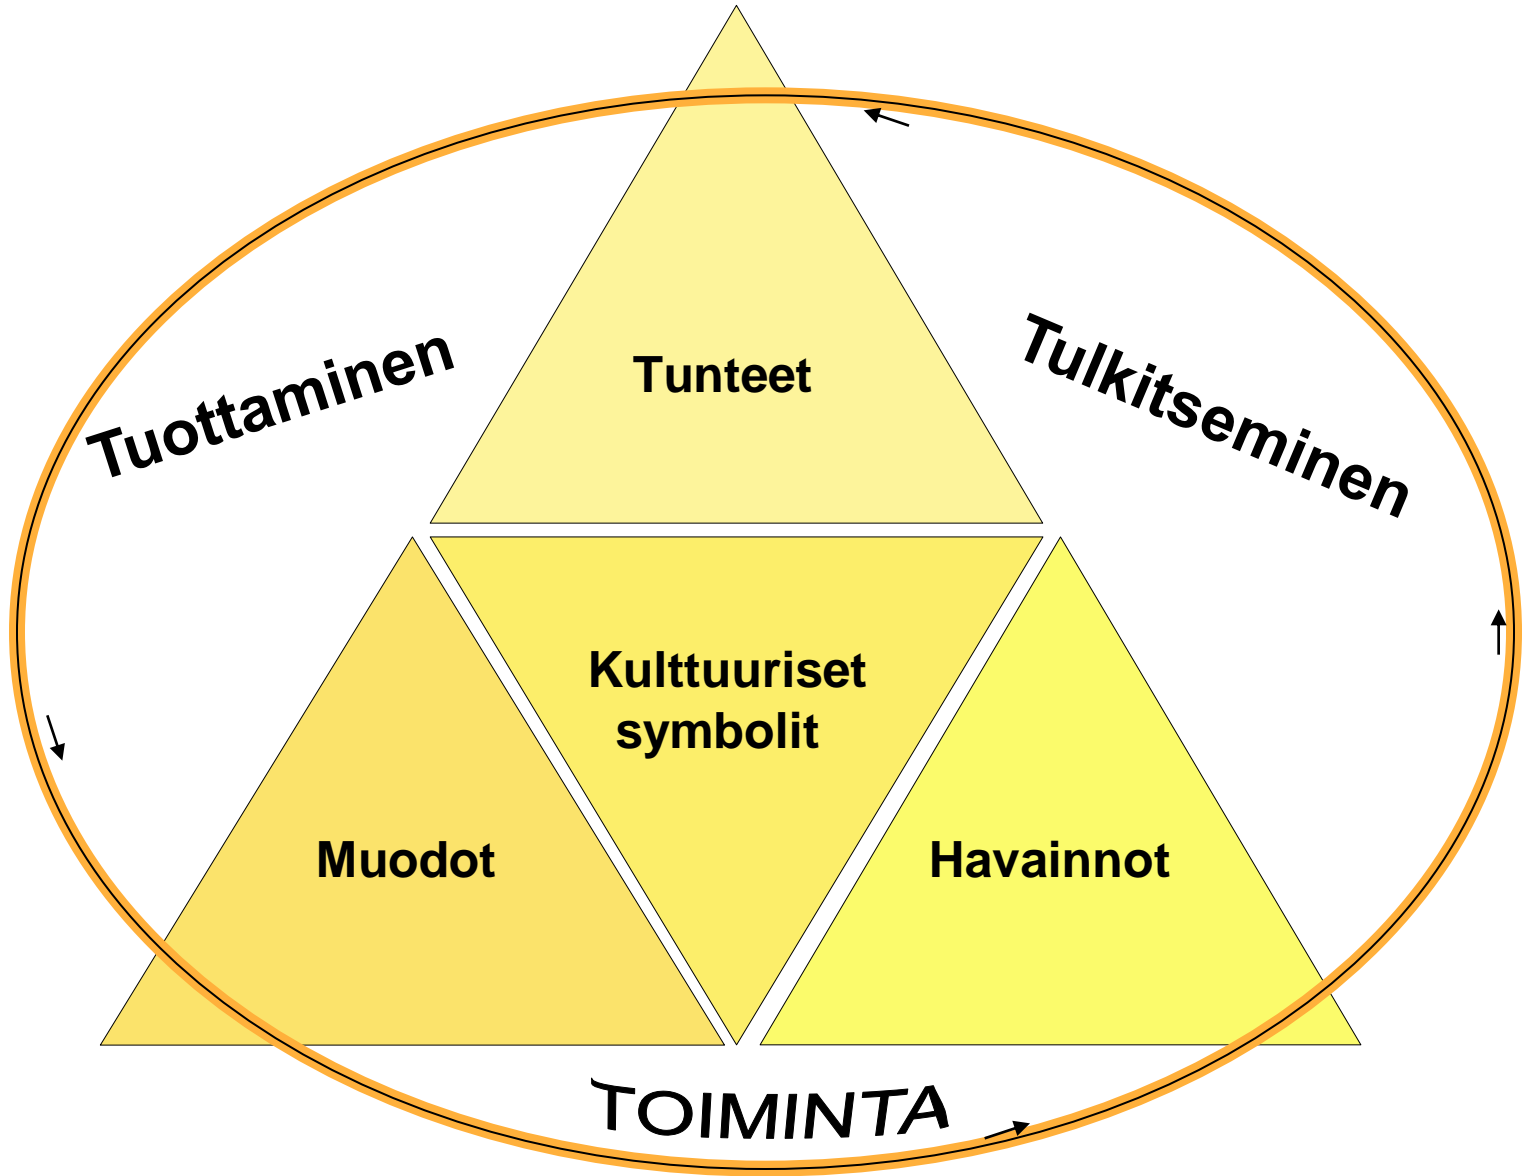 Tunteet
Tuottaminen
Tulkitseminen
Kulttuuriset
symbolit
Muodot
Havainnot
TOIMINTA